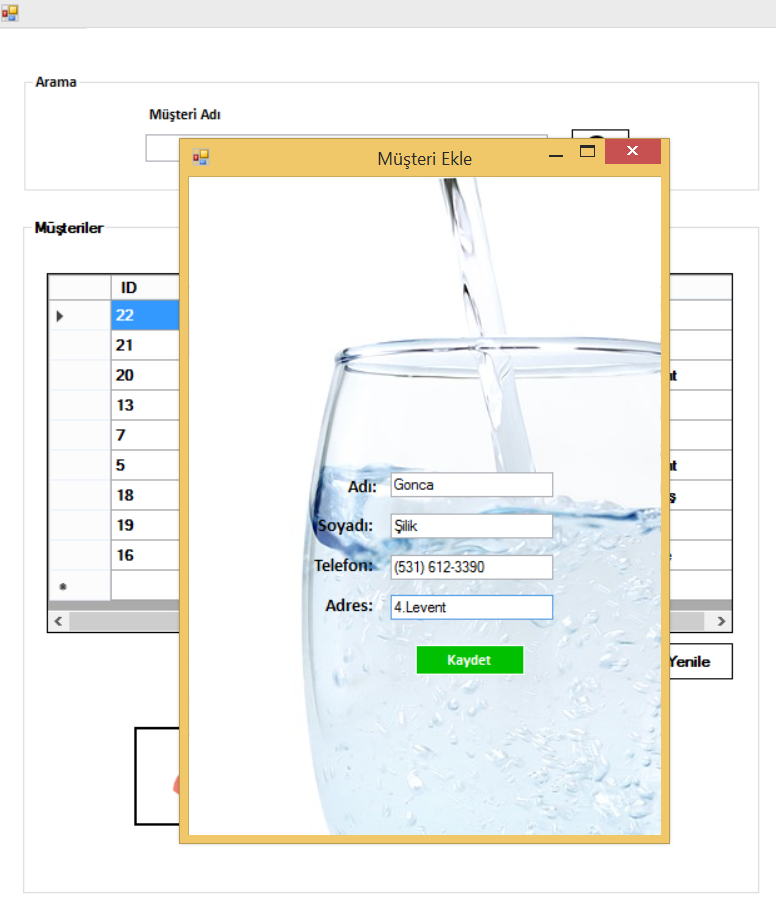 Arama
Müşteri Adı
Müşteri Ekle
Müşteriler
ID
22
21
20
13
7
5
18
19
16
Adı: Gonca
Soyadı: Şilik
Telefon: (531) 612-3390
Adres: 4.Levent
Kaydet
Yenile